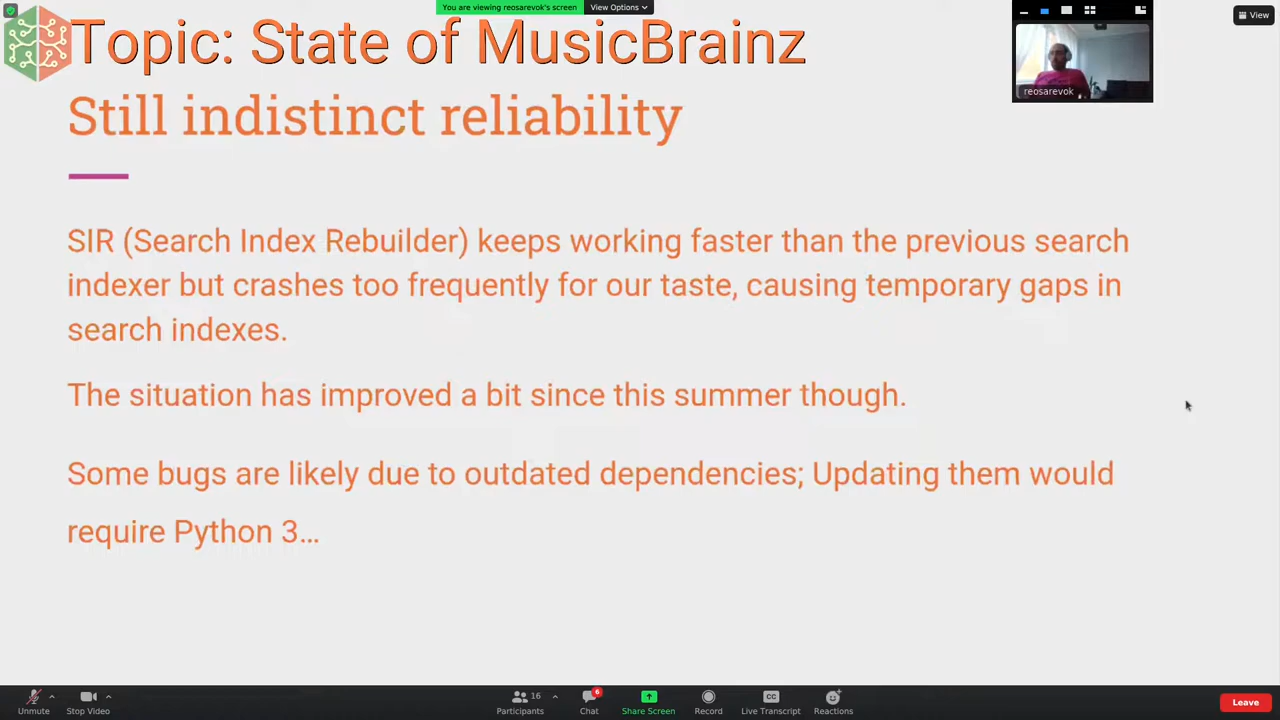 You are viewing reosarevok's screen
View Options
View
Topic: State of MusicBrainz
reosarevok
Still indistinct reliability
SIR (Search Index Rebuilder) keeps working faster than the previous search
indexer but crashes too frequently for our taste, causing temporary gaps in
search indexes.
The situation has improved a bit since this summer though.
Some bugs are likely due to outdated dependencies; Updating them would
require Python 3…
Unmute
Stop Video
16
Participants
6
Chat
Share Screen
Record
CC
Live Transcript
Reactions
Leave